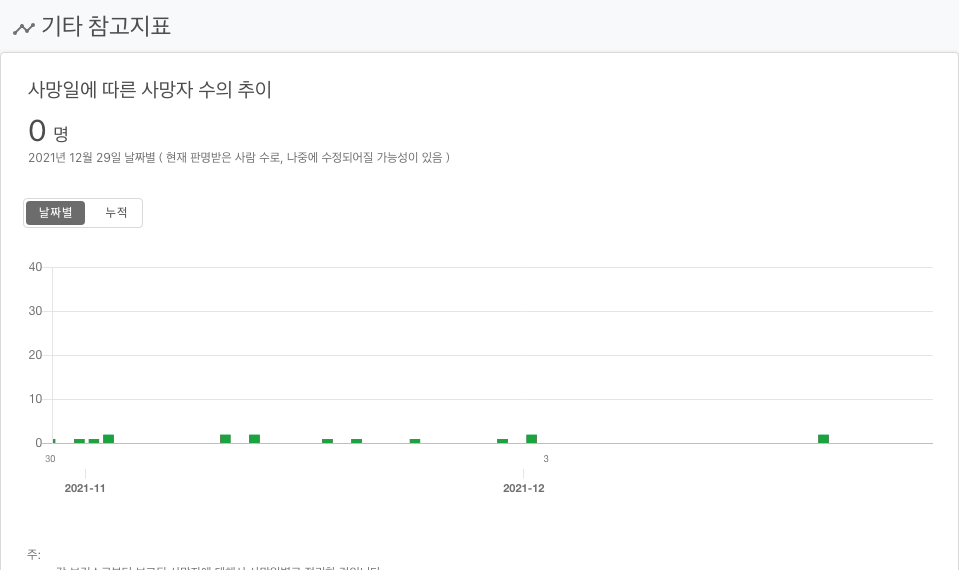 기타 참고지표
사망일에 따른 사망자 수의 추이
0 명
2021년 12월 29일 날짜별 ( 현재 판명받은 사람 수로, 나중에 수정되어질 가능성이 있음 )
날짜별 누적
40
30
20
10
0
30 3
2021-11 2021-12
주: